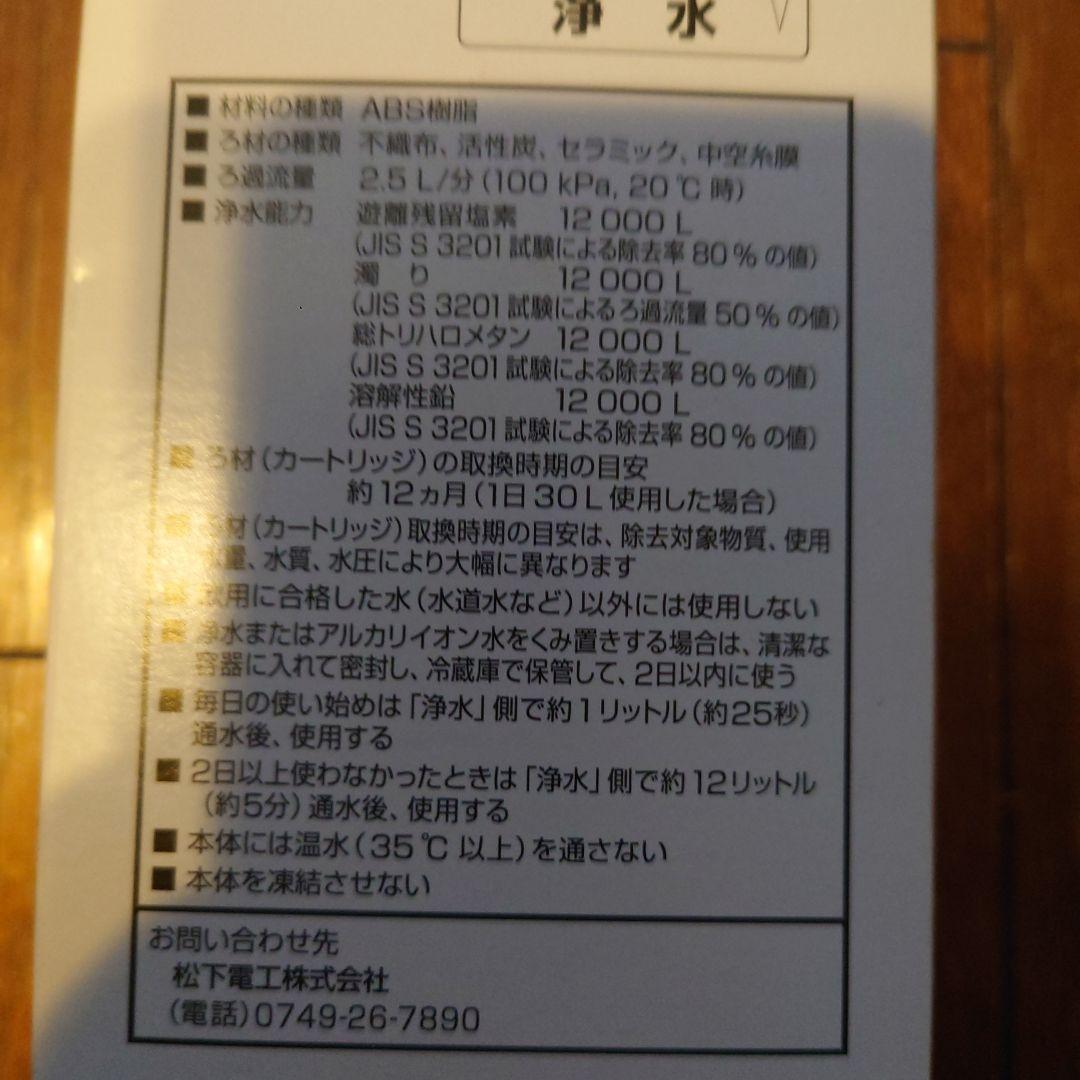 浄 水
■ 材料の種類 ABS樹脂
■ ろ材の種類 不織布、活性炭、セラミック、中空糸膜
■ ろ過流量 2.5 L/分(100 kPa, 20 ℃ 時)
■ 浄水能力 遊離残留塩素 12 000 L
(JIS S 3201 試験による除去率 80 % の値)
濁 り 12 000 L
(JIS S 3201 試験によるろ過流量 50 % の値)
総トリハロメタン 12 000 L
(JIS S 3201 試験による除去率 80 % の値)
溶解性鉛 12 000 L
(JIS S 3201 試験による除去率 80 % の値)
■ ろ材(カートリッジ)の取換時期の目安
約 12ヵ月(1日 30 L 使用した場合)
■ ろ材(カートリッジ)取換時期の目安は、除去対象物質、使用
水量、水質、水圧により大幅に異なります
■ 飲用に合格した水(水道水など)以外には使用しない
■ 浄水またはアルカリイオン水をくみ置きする場合は、清潔な
容器に入れて密封し、冷蔵庫で保管して、2日以内に使う
■ 毎日の使い始めは「浄水」側で約1リットル(約25秒)
通水後、使用する
■ 2日以上使わなかったときは「浄水」側で約12リットル
(約5分)通水後、使用する
■ 本体には温水(35 ℃ 以上)を通さない
■ 本体を凍結させない
お問い合わせ先
松下電工株式会社
(電話)0749-26-7890